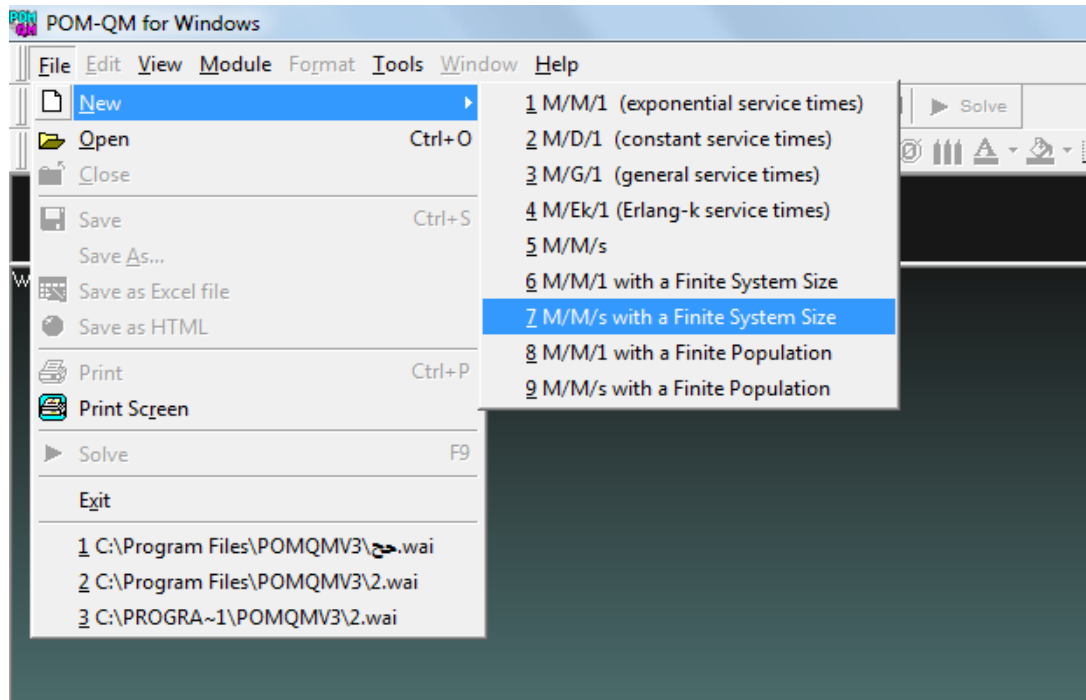 POM-QM for Windows
File Edit View Module Format Tools Window Help
New
Open Ctrl+O
Close
Save Ctrl+S
Save As...
Save as Excel file
Save as HTML
Print Ctrl+P
Print Screen
Solve F9
Exit
1 C:\Program Files\POMQMV3\حج.wai
2 C:\Program Files\POMQMV3\2.wai
3 C:\PROGRA~1\POMQMV3\2.wai
1 M/M/1 (exponential service times)
2 M/D/1 (constant service times)
3 M/G/1 (general service times)
4 M/Ek/1 (Erlang-k service times)
5 M/M/s
6 M/M/1 with a Finite System Size
7 M/M/s with a Finite System Size
8 M/M/1 with a Finite Population
9 M/M/s with a Finite Population
Solve